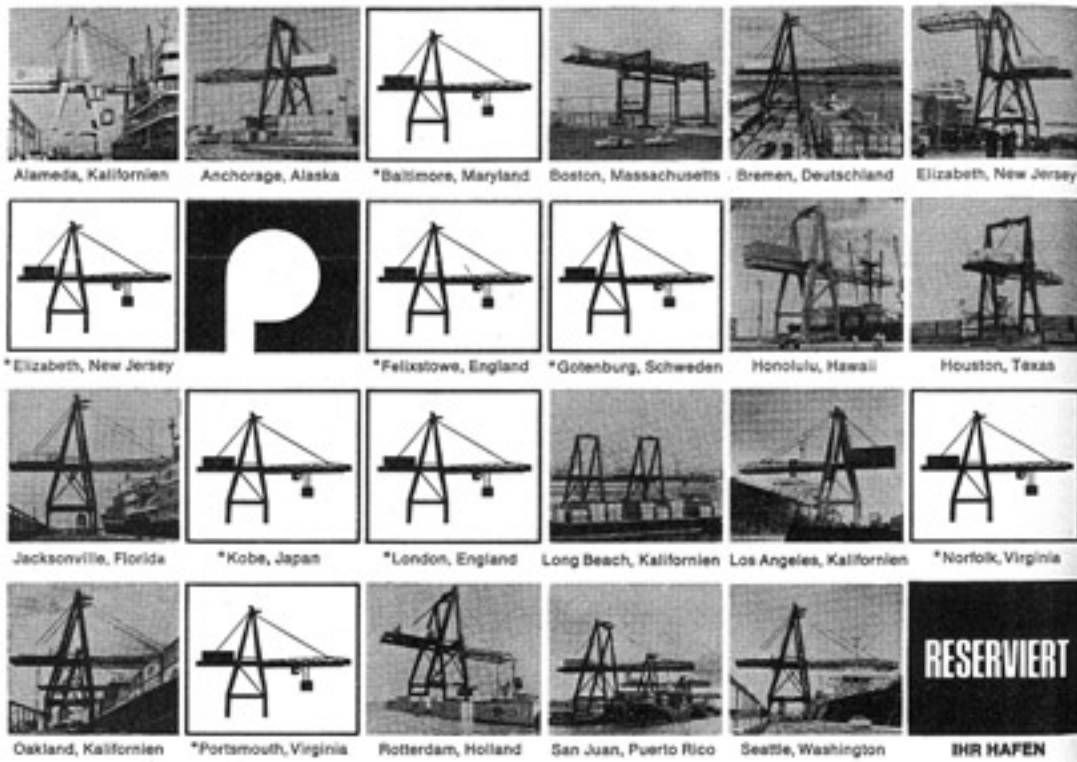 Alameda, Kalifornien
Anchorage, Alaska
*Baltimore, Maryland
Boston, Massachusetts
Bremen, Deutschland
Elizabeth, New Jersey
*Elizabeth, New Jersey
*Felixstowe, England
*Gotenburg, Schweden
Honolulu, Hawaii
Houston, Texas
Jacksonville, Florida
*Kobe, Japan
*London, England
Long Beach, Kalifornien
Los Angeles, Kalifornien
*Norfolk, Virginia
Oakland, Kalifornien
*Portsmouth, Virginia
Rotterdam, Holland
San Juan, Puerto Rico
Seattle, Washington
RESERVIERT
IHR HAFEN